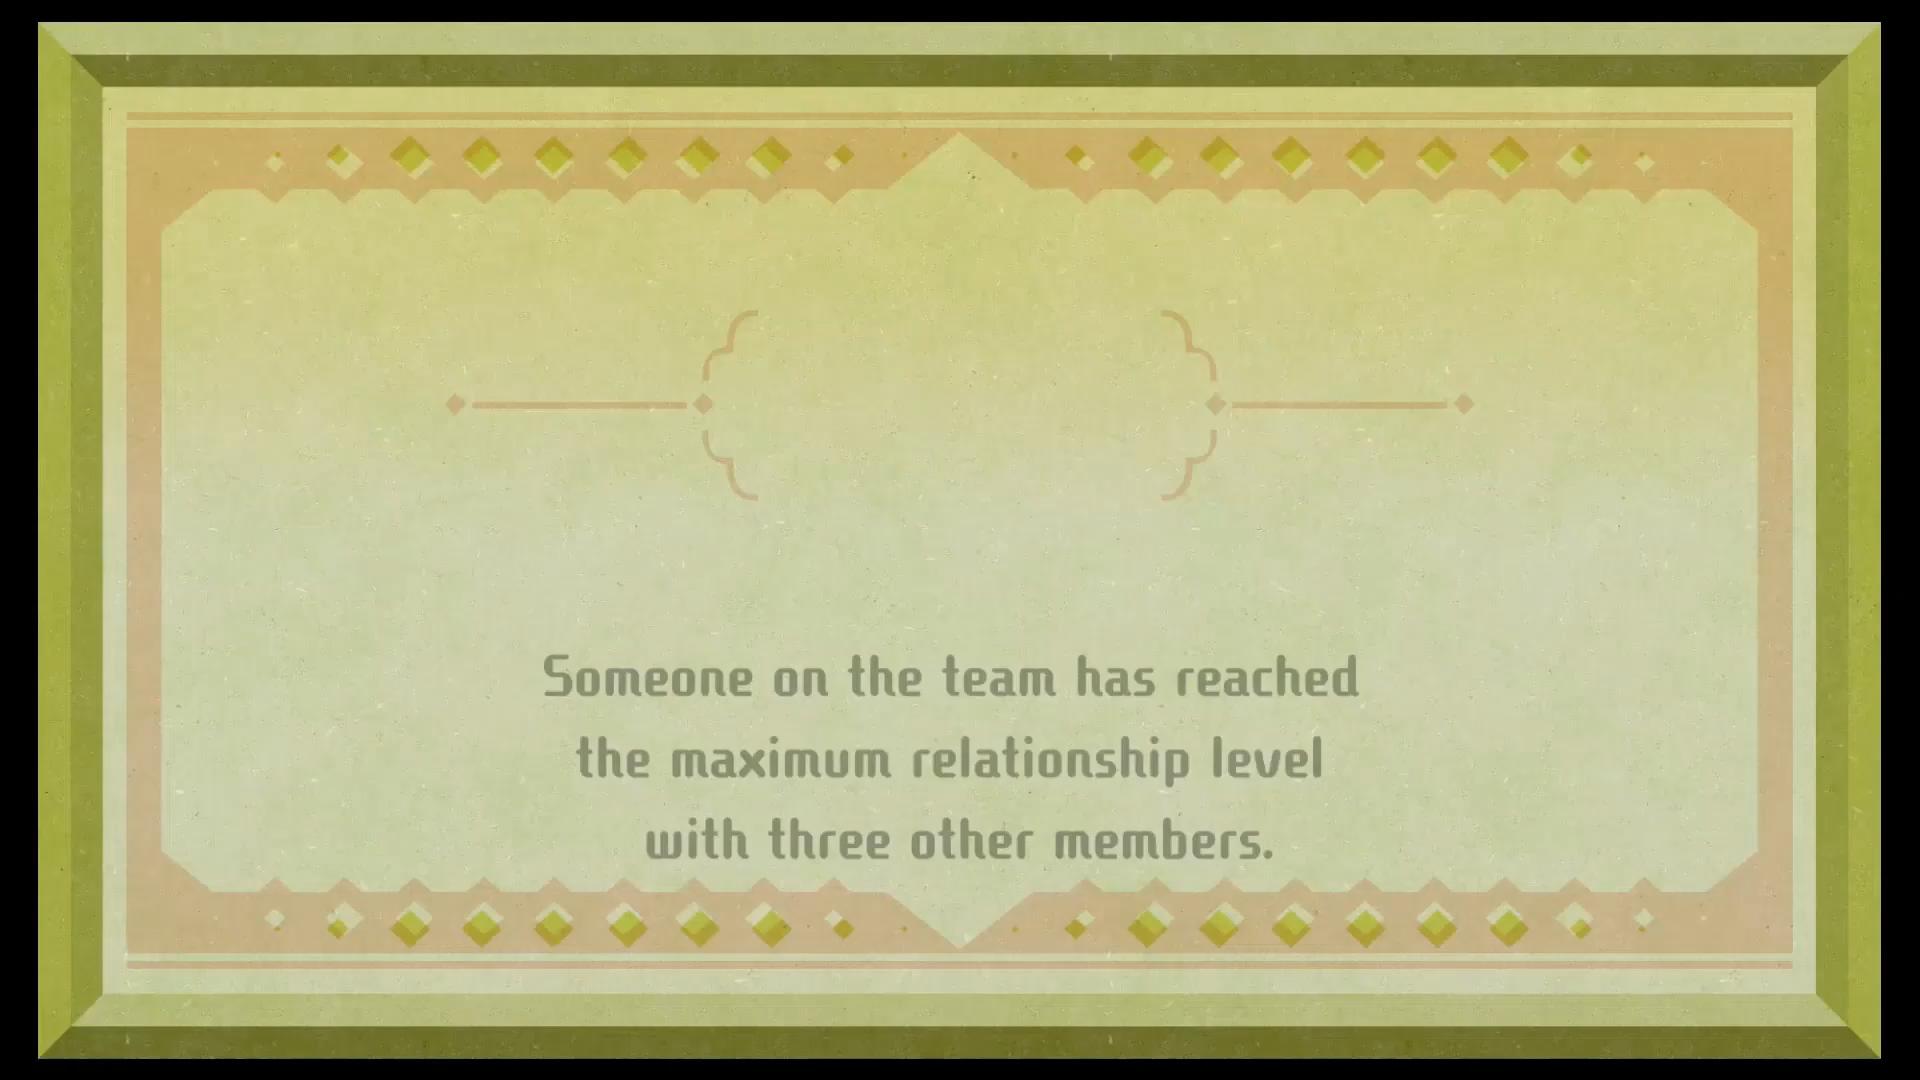 Someone on the team has reached
the maximum relationship level
with three other members.